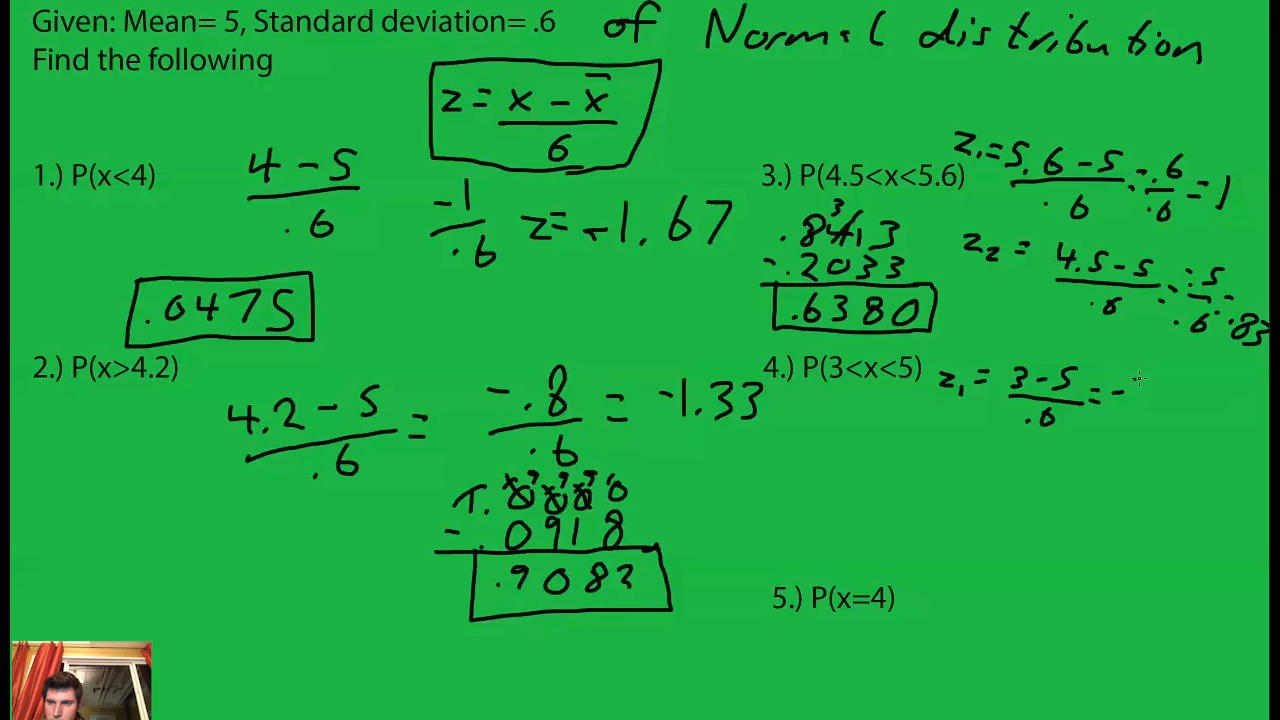 Given: Mean= 5, Standard deviation= .6 of Normal distribution
Find the following
z = x - x̄
6
1.) P(x<4)
4 - 5
.6
-1
.6
z = -1.67
.0475
2.) P(x>4.2)
4.2 - 5
.6
=
-.8
.6
= -1.33
1.0000
- .0918
.9082
3.) P(4.5<x<5.6)
z₁ = 5.6 - 5
.6
= .6
.6
= 1
z₂ = 4.5 - 5
.6
= -.5
.6
= -.83
.8413
- .2033
.6380
4.) P(3<x<5)
z₁ = 3 - 5
.6
= -
5.) P(x=4)